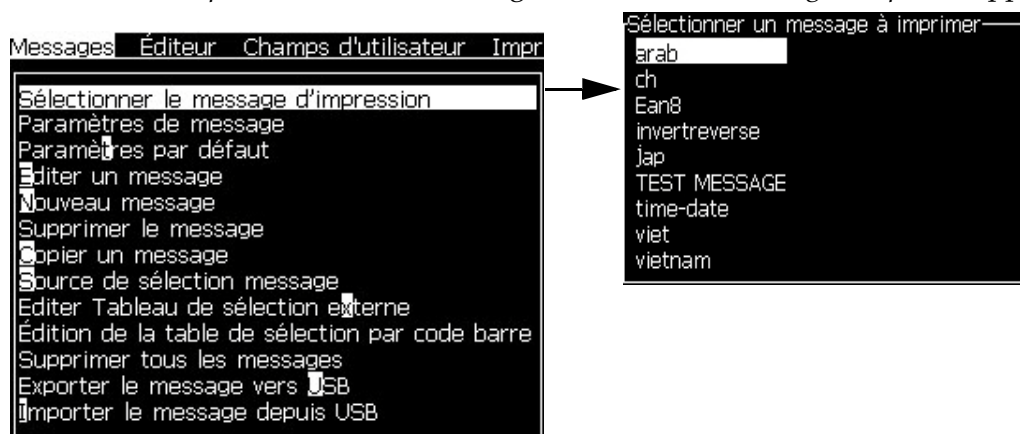 Messages Éditeur Champs d'utilisateur Impr
Sélectionner le message d'impression
Paramètres de message
Paramètres par défaut
Editer un message
Nouveau message
Supprimer le message
Copier un message
Source de sélection message
Editer Tableau de sélection externe
Édition de la table de sélection par code barre
Supprimer tous les messages
Exporter le message vers USB
Importer le message depuis USB
Sélectionner un message à imprimer
arab
ch
Ean8
invertreverse
jap
TEST MESSAGE
time-date
viet
vietnam